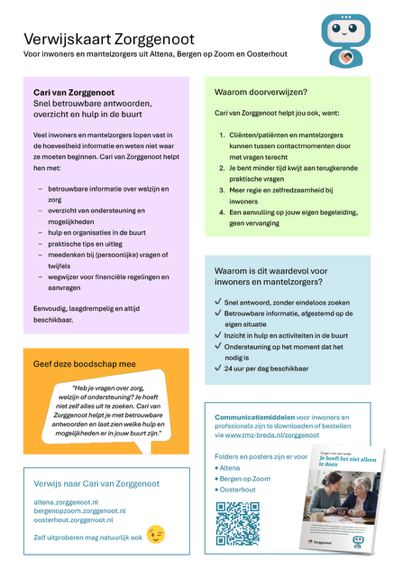 Verwijskaart Zorggenoot
Voor inwoners en mantelzorgers uit Altena, Bergen op Zoom en Oosterhout
Cari van Zorggenoot
Snel betrouwbare antwoorden,
overzicht en hulp in de buurt
Veel inwoners en mantelzorgers lopen vast in
de hoeveelheid informatie en weten niet waar
ze moeten beginnen. Cari van Zorggenoot helpt
hen met:
– betrouwbare informatie over welzijn en
zorg
– overzicht van ondersteuning en
mogelijkheden
– hulp en organisaties in de buurt
– praktische tips en uitleg
– meedenken bij (persoonlijke) vragen of
twijfels
– wegwijzer voor financiële regelingen en
aanvragen
Eenvoudig, laagdrempelig en altijd
beschikbaar.
Geef deze boodschap mee
"Heb je vragen over zorg,
welzijn of ondersteuning? Je hoeft
niet zelf alles uit te zoeken. Cari van
Zorggenoot helpt je met betrouwbare
antwoorden en laat zien welke hulp en
mogelijkheden er in jouw buurt zijn."
Verwijs naar Cari van Zorggenoot
altena.zorggenoot.nl
bergenopzoom.zorggenoot.nl
oosterhout.zorggenoot.nl
Zelf uitproberen mag natuurlijk ook
Waarom doorverwijzen?
Cari van Zorggenoot helpt jou ook, want:
1. Cliënten/patiënten en mantelzorgers
kunnen tussen contactmomenten door
met vragen terecht
2. Je bent minder tijd kwijt aan terugkerende
praktische vragen
3. Meer regie en zelfredzaamheid bij
inwoners
4. Een aanvulling op jouw eigen begeleiding,
geen vervanging
Waarom is dit waardevol voor
inwoners en mantelzorgers?
✓ Snel antwoord, zonder eindeloos zoeken
✓ Betrouwbare informatie, afgestemd op de
eigen situatie
✓ Inzicht in hulp en activiteiten in de buurt
✓ Ondersteuning op het moment dat het
nodig is
✓ 24 uur per dag beschikbaar
Communicatiemiddelen voor inwoners en
professionals zijn te downloaden of bestellen
via www.tmz-breda.nl/zorggenoot
Folders en posters zijn er voor
• Altena
• Bergen op Zoom
• Oosterhout
Je hoeft het niet alleen
te doen
Zorggenoot